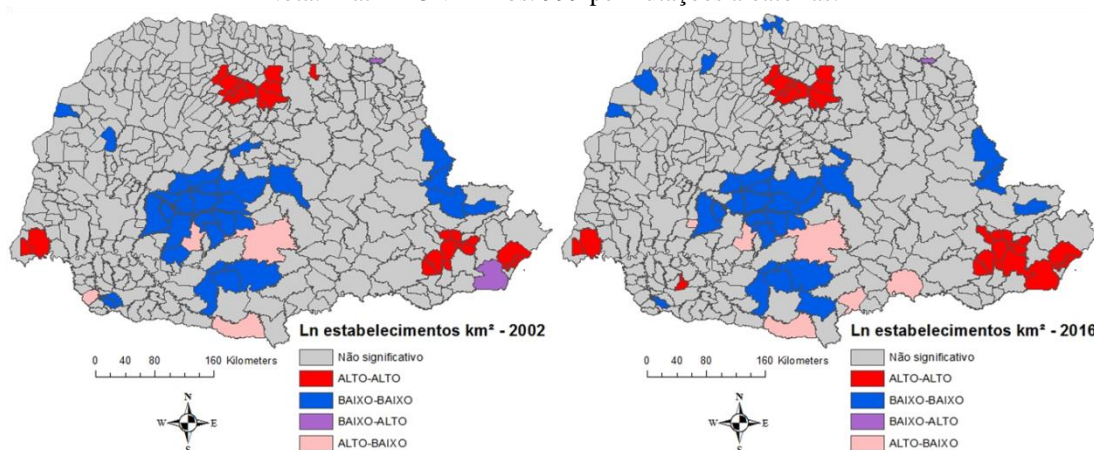 Ln estabelecimentos km² - 2002
0 40 80 160 Kilometers
Não significativo
ALTO-ALTO
BAIXO-BAIXO
BAIXO-ALTO
ALTO-BAIXO
N
W E
S
Ln estabelecimentos km² - 2016
0 40 80 160 Kilometers
Não significativo
ALTO-ALTO
BAIXO-BAIXO
BAIXO-ALTO
ALTO-BAIXO
N
W E
S